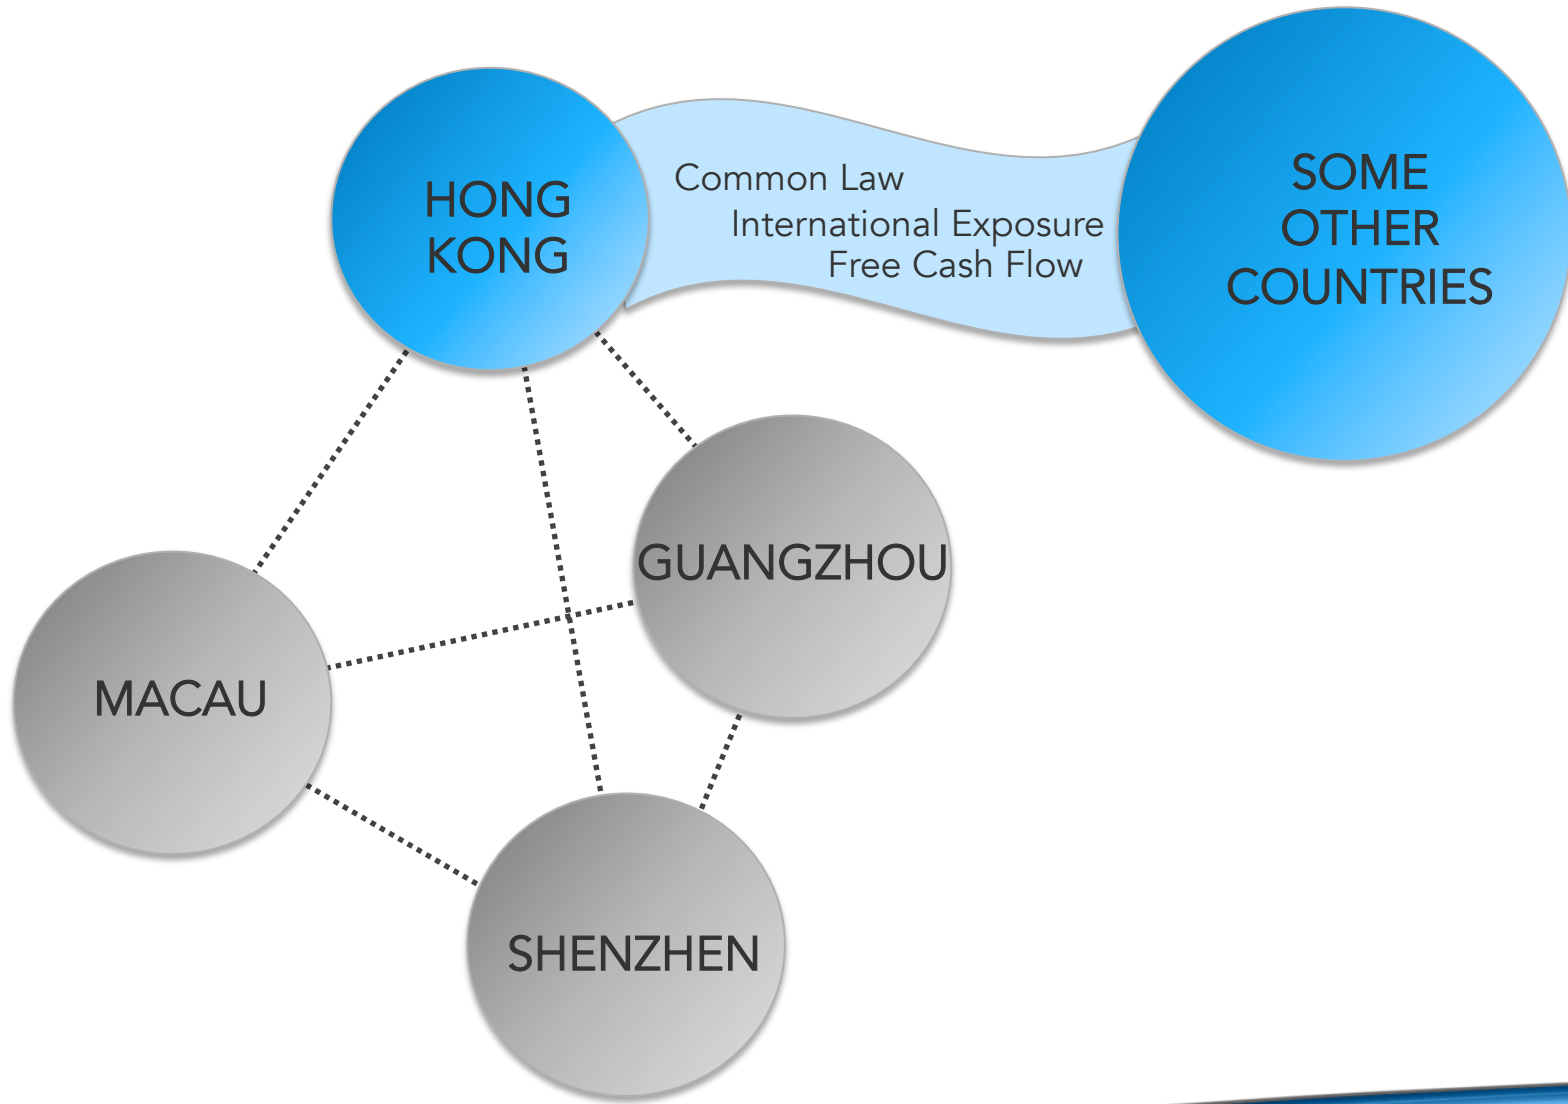 HONG
KONG
Common Law
International Exposure
Free Cash Flow
SOME
OTHER
COUNTRIES
GUANGZHOU
MACAU
SHENZHEN